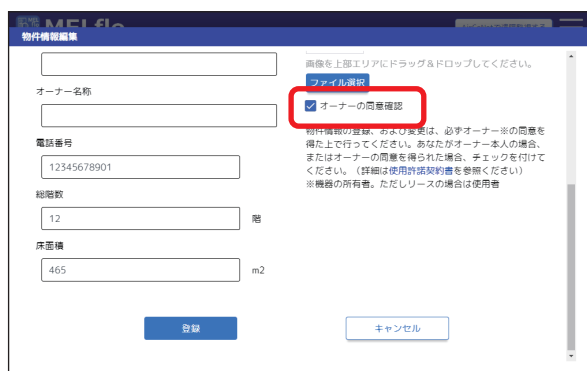 MELflo
物件情報編集
画像を上部エリアにドラッグ＆ドロップしてください。
ファイル選択
オーナー名称
オーナーの同意確認
物件情報の登録、および変更は、必ずオーナー※の同意を
得た上で行ってください。あなたがオーナー本人の場合、
またはオーナーの同意を得られた場合、チェックを付けて
ください。（詳細は使用許諾契約書を参照ください）
※機器の所有者。ただしリースの場合は使用者
電話番号
12345678901
総階数
12 階
床面積
465 m2
登録 キャンセル